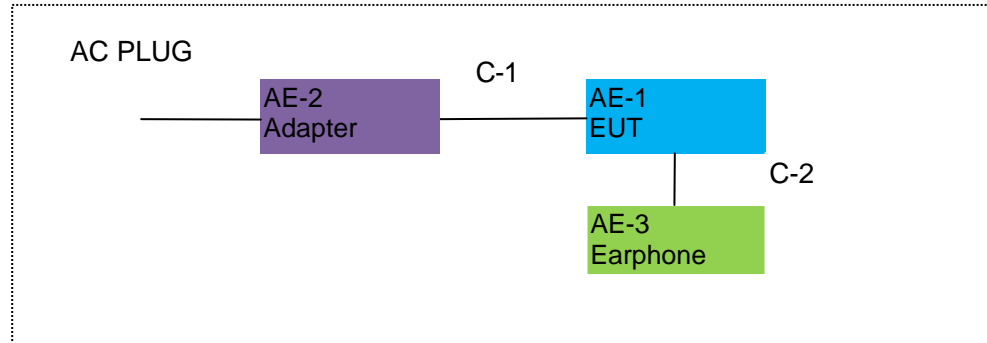 AC PLUG
C-1
AE-2
Adapter
AE-1
EUT
C-2
AE-3
Earphone